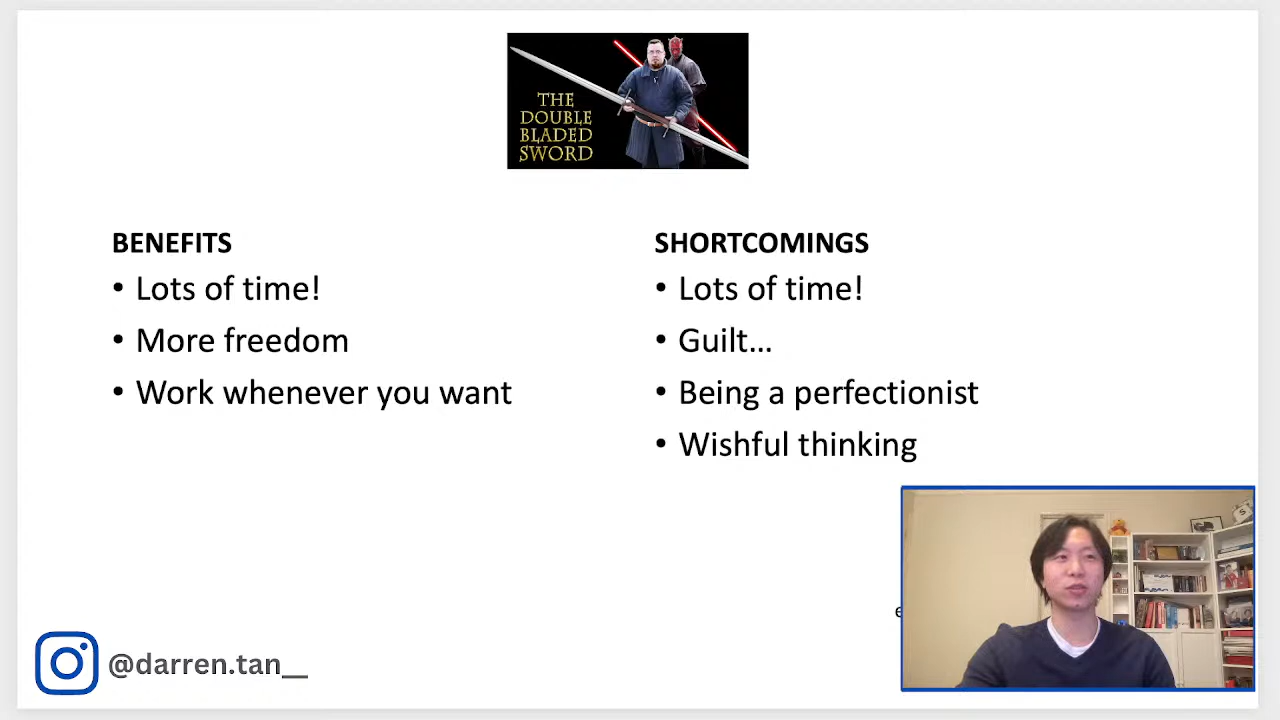 THE
DOUBLE
BLADED
SWORD
BENEFITS
• Lots of time!
• More freedom
• Work whenever you want
SHORTCOMINGS
• Lots of time!
• Guilt...
• Being a perfectionist
• Wishful thinking
@darren.tan__